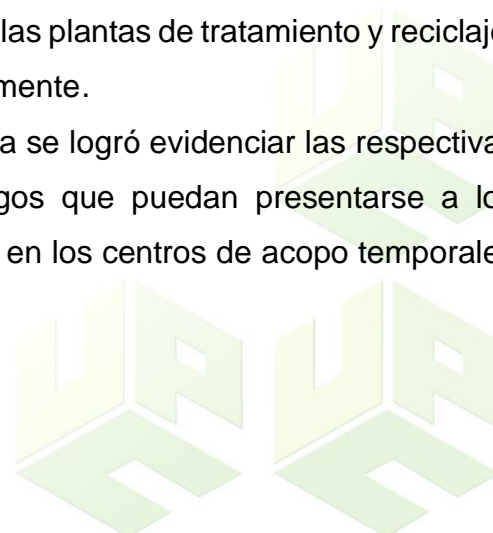 las plantas de tratamiento y reciclaje
mente.
a se logró evidenciar las respectiva
gos que puedan presentarse a lo
en los centros de acopo temporale